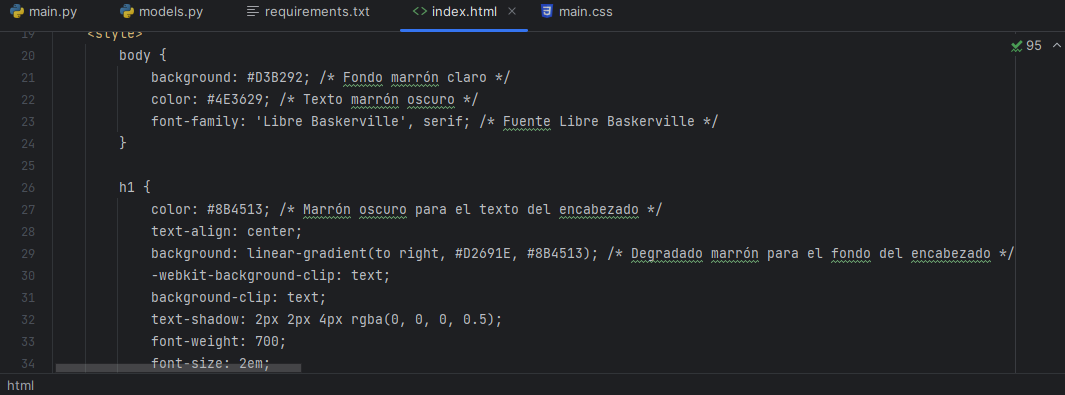 main.py models.py requirements.txt <> index.html × main.css
19 <style>
95
20 body {
21 background: #D3B292; /* Fondo marrón claro */
22 color: #4E3629; /* Texto marrón oscuro */
23 font-family: 'Libre Baskerville', serif; /* Fuente Libre Baskerville */
24 }
25
26 h1 {
27 color: #8B4513; /* Marrón oscuro para el texto del encabezado */
28 text-align: center;
29 background: linear-gradient(to right, #D2691E, #8B4513); /* Degradado marrón para el fondo del encabezado */
30 -webkit-background-clip: text;
31 background-clip: text;
32 text-shadow: 2px 2px 4px rgba(0, 0, 0, 0.5);
33 font-weight: 700;
34 font-size: 2em;
html